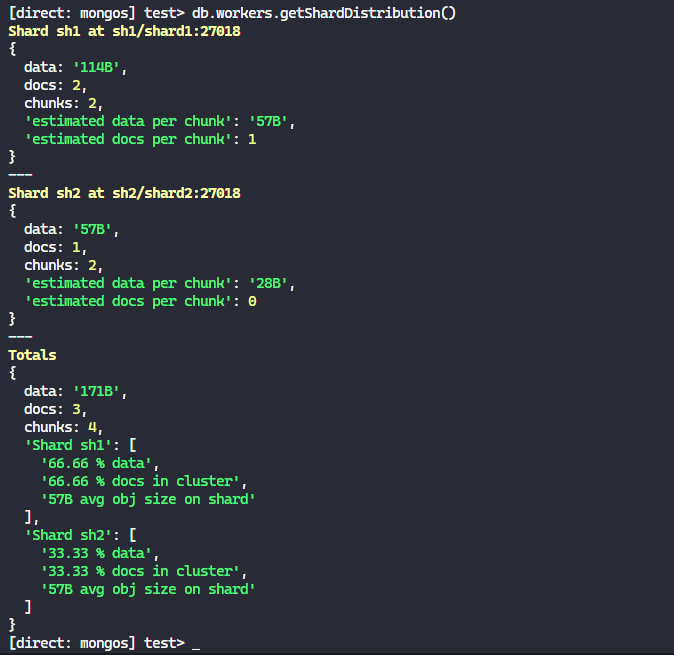 [direct: mongos] test> db.workers.getShardDistribution()
Shard sh1 at sh1/shard1:27018
{
  data: '114B',
  docs: 2,
  chunks: 2,
  'estimated data per chunk': '57B',
  'estimated docs per chunk': 1
}
---
Shard sh2 at sh2/shard2:27018
{
  data: '57B',
  docs: 1,
  chunks: 2,
  'estimated data per chunk': '28B',
  'estimated docs per chunk': 0
}
---
Totals
{
  data: '171B',
  docs: 3,
  chunks: 4,
  'Shard sh1': [
    '66.66 % data',
    '66.66 % docs in cluster',
    '57B avg obj size on shard'
  ],
  'Shard sh2': [
    '33.33 % data',
    '33.33 % docs in cluster',
    '57B avg obj size on shard'
  ]
}
[direct: mongos] test> _